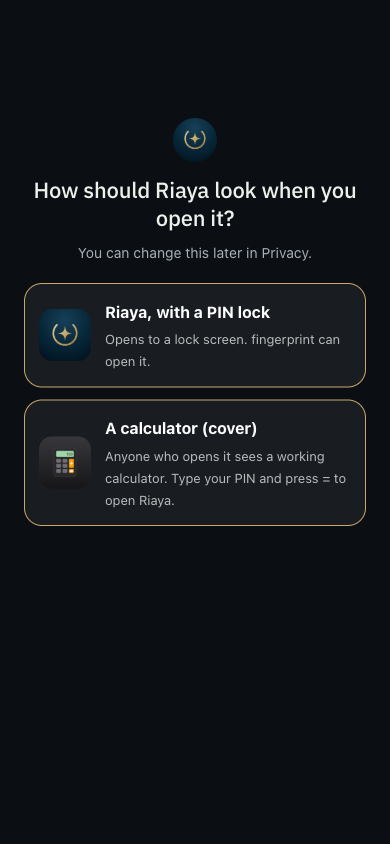 How should Riaya look when you
open it?
You can change this later in Privacy.
Riaya, with a PIN lock
Opens to a lock screen. fingerprint can
open it.
A calculator (cover)
Anyone who opens it sees a working
calculator. Type your PIN and press = to
open Riaya.